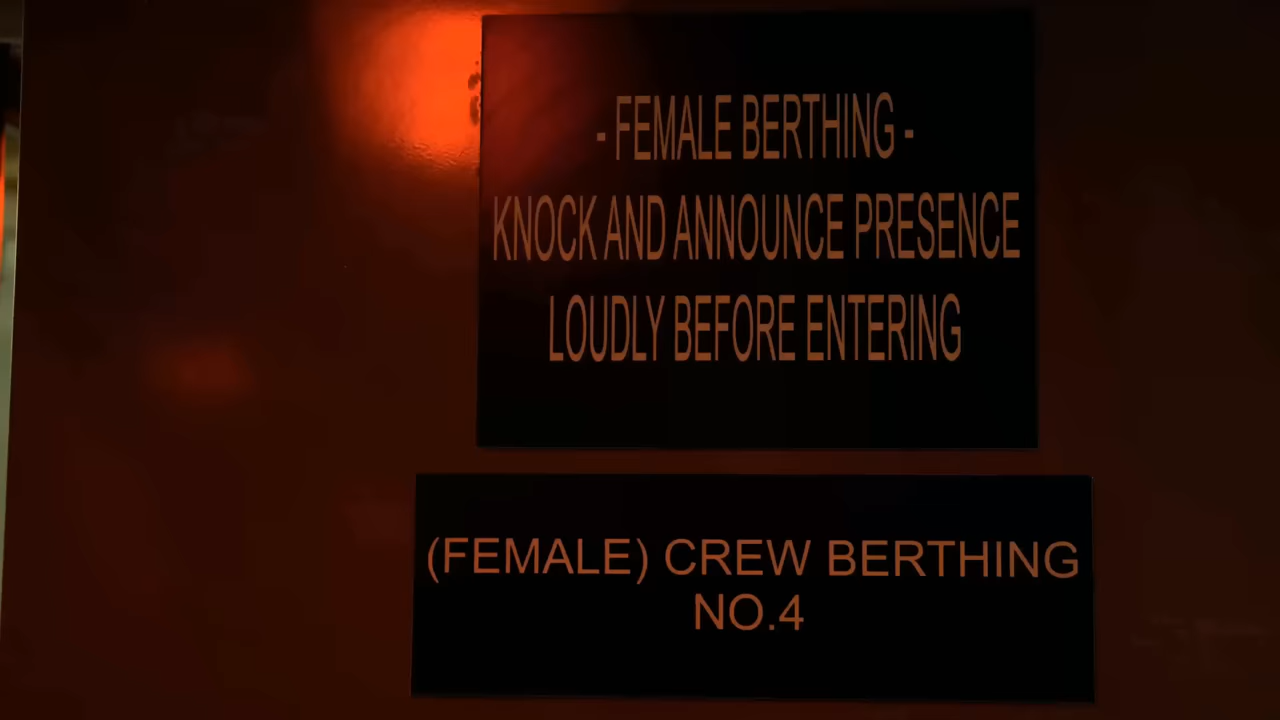 - FEMALE BERTHING -
KNOCK AND ANNOUNCE PRESENCE
LOUDLY BEFORE ENTERING
(FEMALE) CREW BERTHING
NO.4